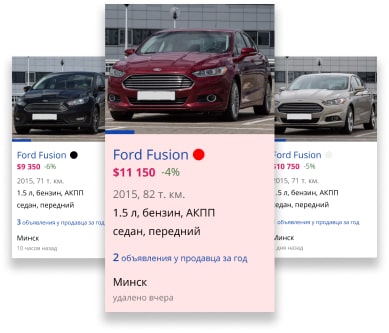 Ford Fusion
$9 350 -6%
2015, 71 т. км.
1.5 л, бензин, АКПП
седан, передний
3 объявления у продавца за год
Минск
10 часов назад
Ford Fusion
$11 150 -4%
2015, 82 т. км.
1.5 л, бензин, АКПП
седан, передний
2 объявления у продавца за год
Минск
удалено вчера
Ford Fusion
$10 750 -5%
2015, 71 т. км.
1.5 л, бензин, АКПП
седан, передний
объявления у продавца за год
Минск
дня назад